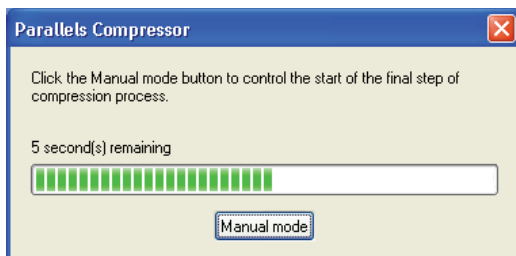 Parallels Compressor
Click the Manual mode button to control the start of the final step of
compression process.
5 second(s) remaining
Manual mode